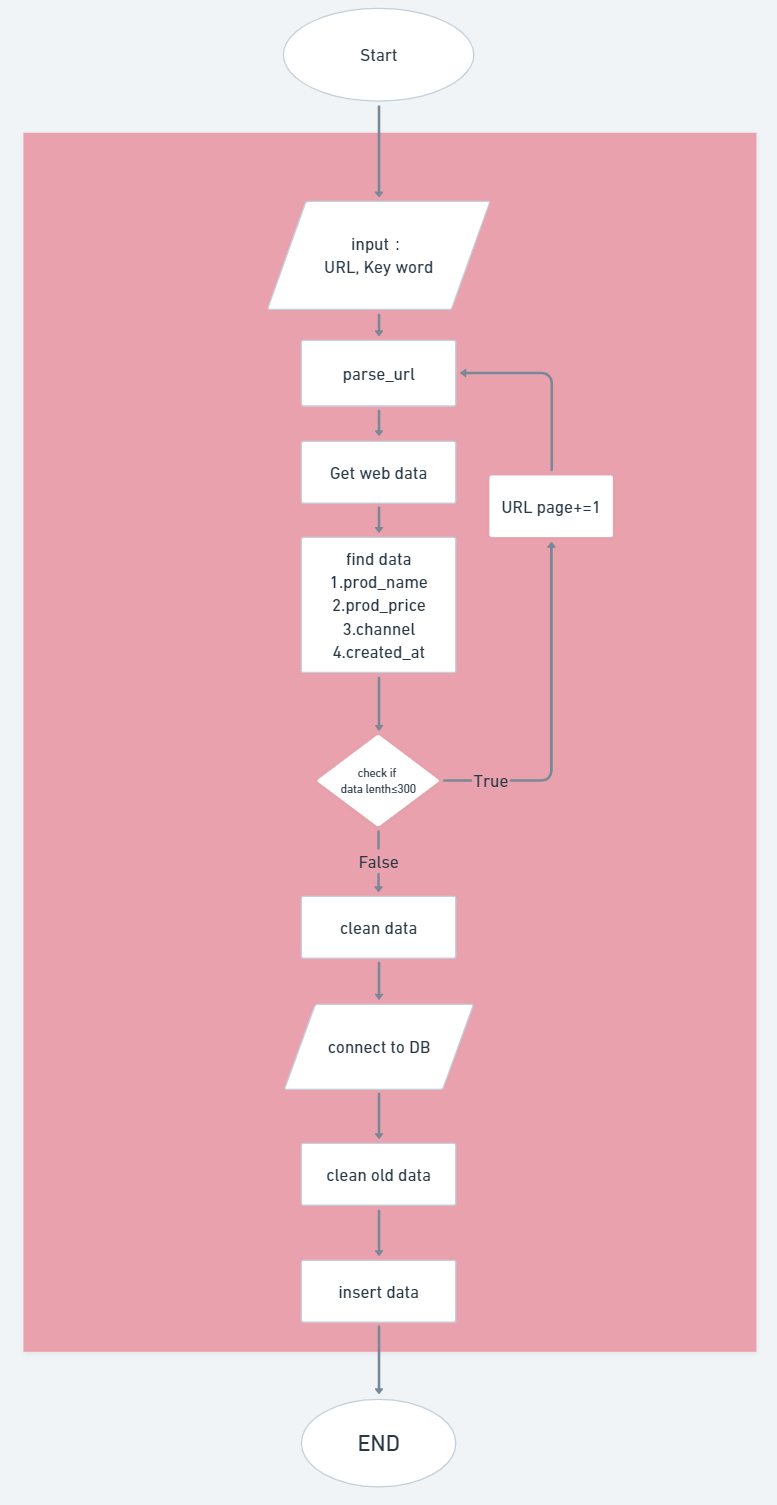 Start
input：
URL, Key word
parse_url
Get web data
URL page+=1
find data
1.prod_name
2.prod_price
3.channel
4.created_at
check if
data lenth≤300
True
False
clean data
connect to DB
clean old data
insert data
END